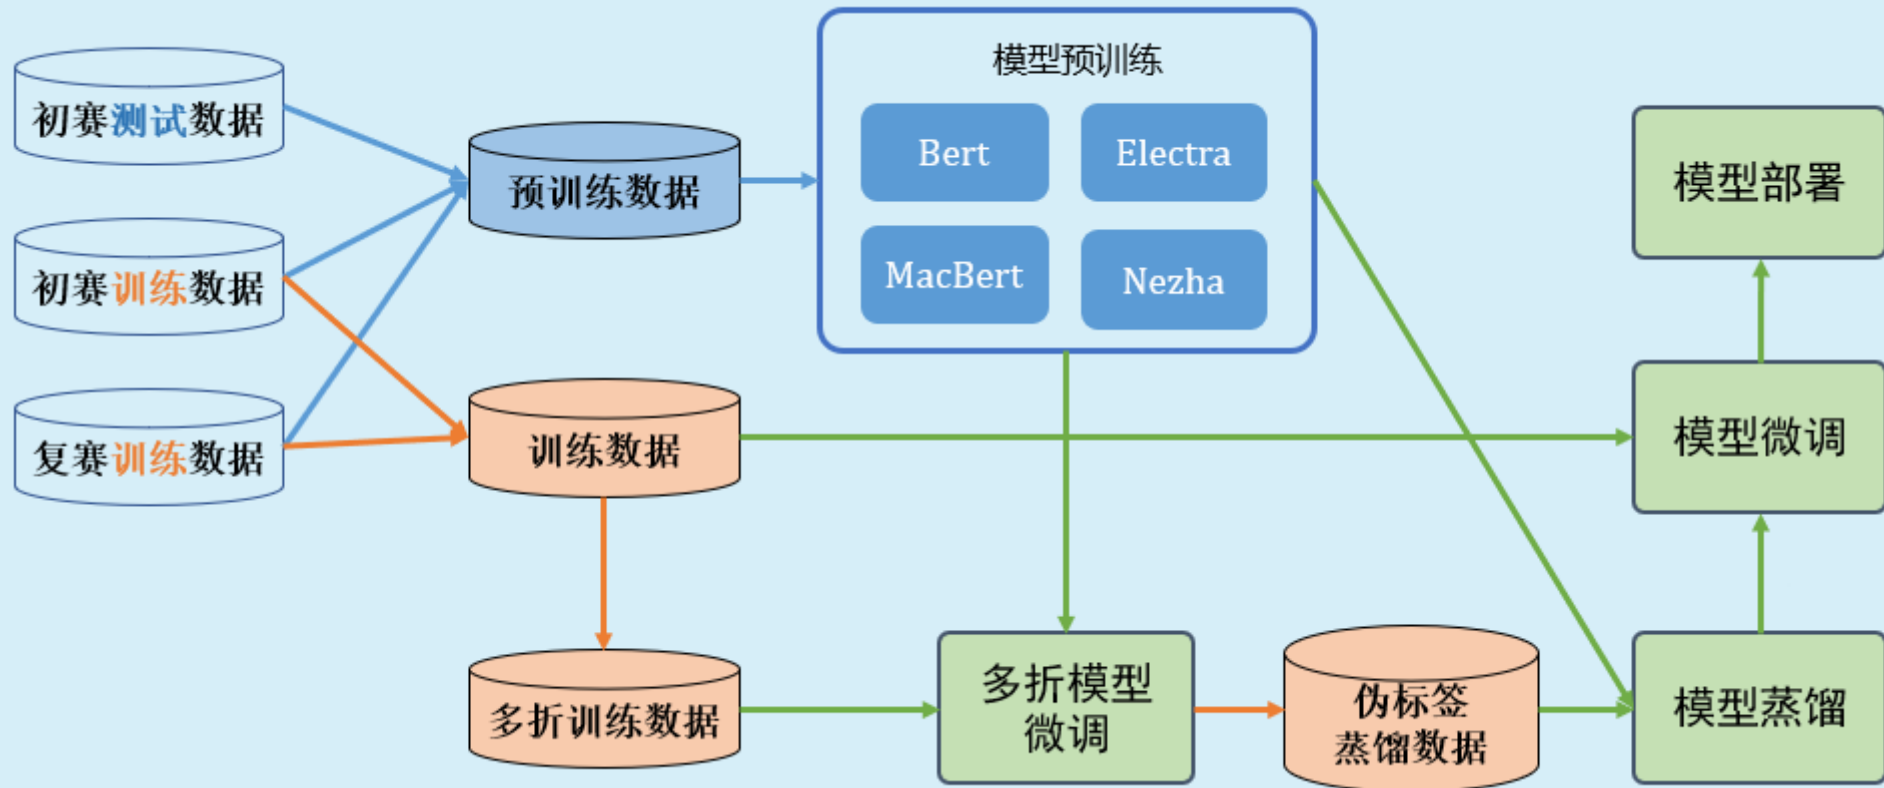 初赛测试数据
初赛训练数据
复赛训练数据
预训练数据
训练数据
多折训练数据
模型预训练
Bert
Electra
MacBert
Nezha
多折模型
微调
伪标签
蒸馏数据
模型部署
模型微调
模型蒸馏